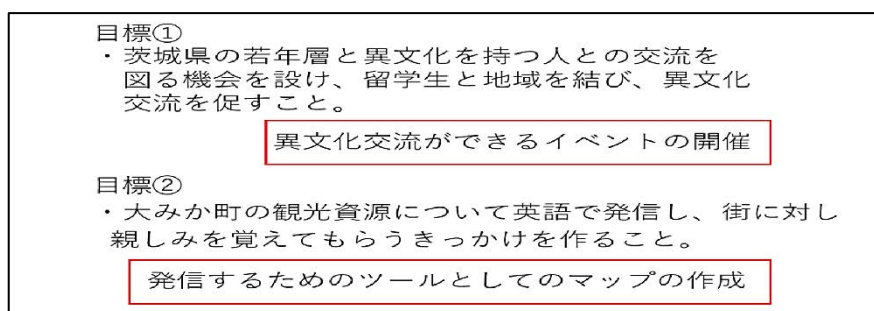 目標①
・茨城県の若年層と異文化を持つ人との交流を
図る機会を設け、留学生と地域を結び、異文化
交流を促すこと。
異文化交流ができるイベントの開催
目標②
・大みか町の観光資源について英語で発信し、街に対し
親しみを覚えてもらうきっかけを作ること。
発信するためのツールとしてのマップの作成